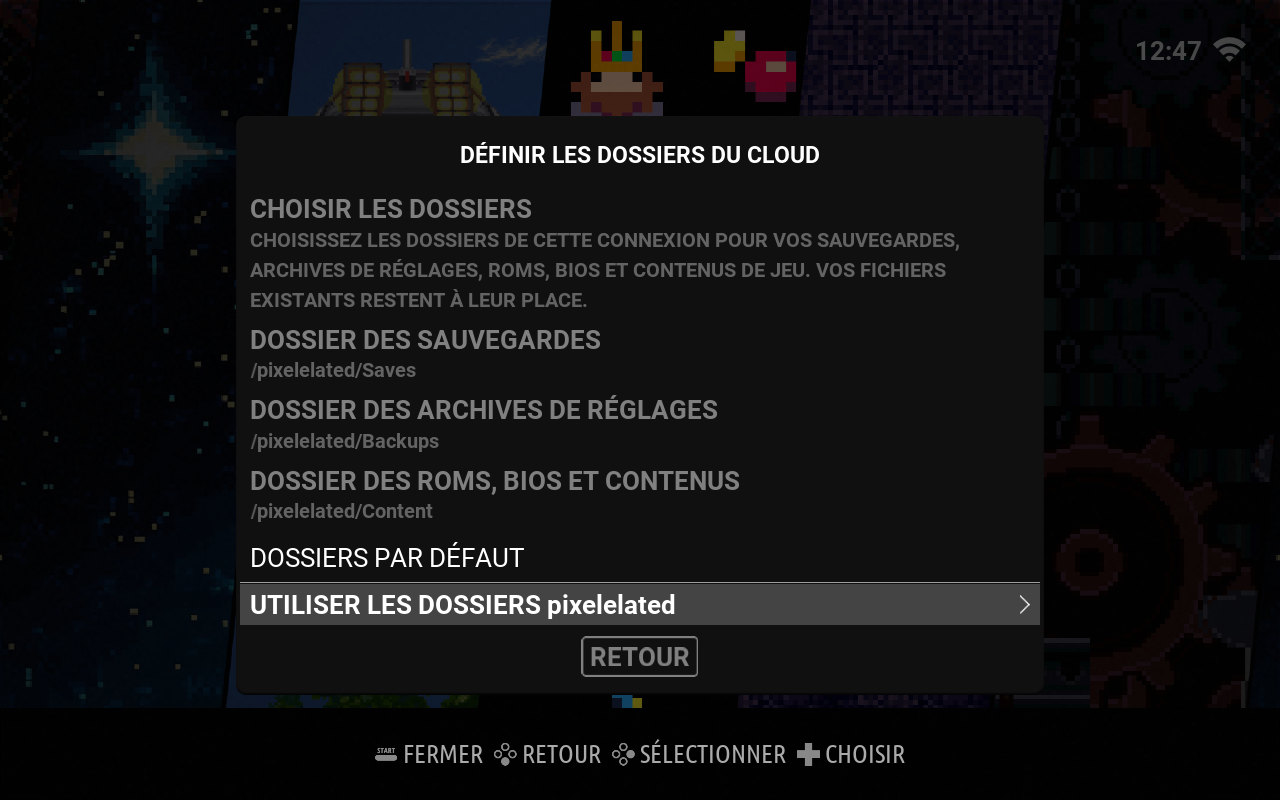 12:47
DÉFINIR LES DOSSIERS DU CLOUD
CHOISIR LES DOSSIERS
CHOISISSEZ LES DOSSIERS DE CETTE CONNEXION POUR VOS SAUVEGARDES,
ARCHIVES DE RÉGLAGES, ROMS, BIOS ET CONTENUS DE JEU. VOS FICHIERS
EXISTANTS RESTENT À LEUR PLACE.
DOSSIER DES SAUVEGARDES
/pixelelated/Saves
DOSSIER DES ARCHIVES DE RÉGLAGES
/pixelelated/Backups
DOSSIER DES ROMS, BIOS ET CONTENUS
/pixelelated/Content
DOSSIERS PAR DÉFAUT
UTILISER LES DOSSIERS pixelelated
RETOUR
START FERMER RETOUR SÉLECTIONNER CHOISIR